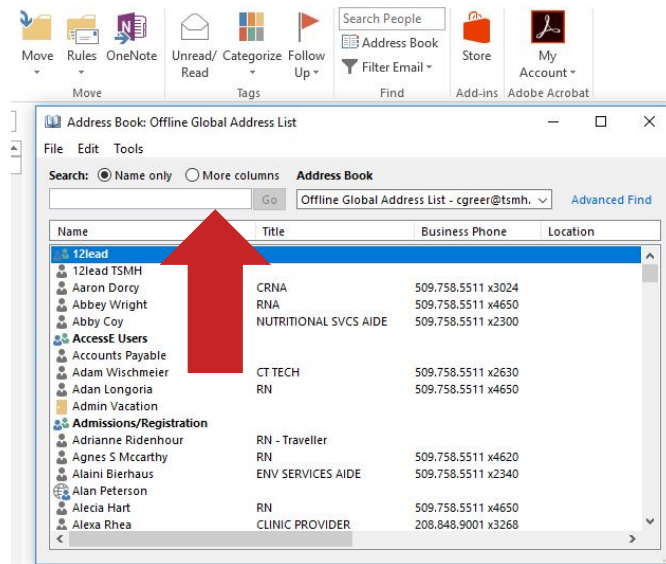 Search People
Address Book
Filter Email
Move Rules OneNote Unread/ Read Categorize Follow Up Store My Account
Move Tags Find Add-ins Adobe Acrobat
Address Book: Offline Global Address List
File Edit Tools
Search: Name only More columns Address Book
Go Offline Global Address List - cgreer@tsmh. Advanced Find
Name Title Business Phone Location
12lead
12lead TSMH
Aaron Dorcy CRNA 509.758.5511 x3024
Abbey Wright RNA 509.758.5511 x4650
Abby Coy NUTRITIONAL SVCS AIDE 509.758.5511 x2300
AccessE Users
Accounts Payable
Adam Wischmeier CT TECH 509.758.5511 x2630
Adan Longoria RN 509.758.5511 x4650
Admin Vacation
Admissions/Registration
Adrianne Ridenhour RN - Traveller
Agnes S Mccarthy RN 509.758.5511 x4620
Alaini Bierhaus ENV SERVICES AIDE 509.758.5511 x2340
Alan Peterson
Alecia Hart RN 509.758.5511 x4650
Alexa Rhea CLINIC PROVIDER 208.848.9001 x3268